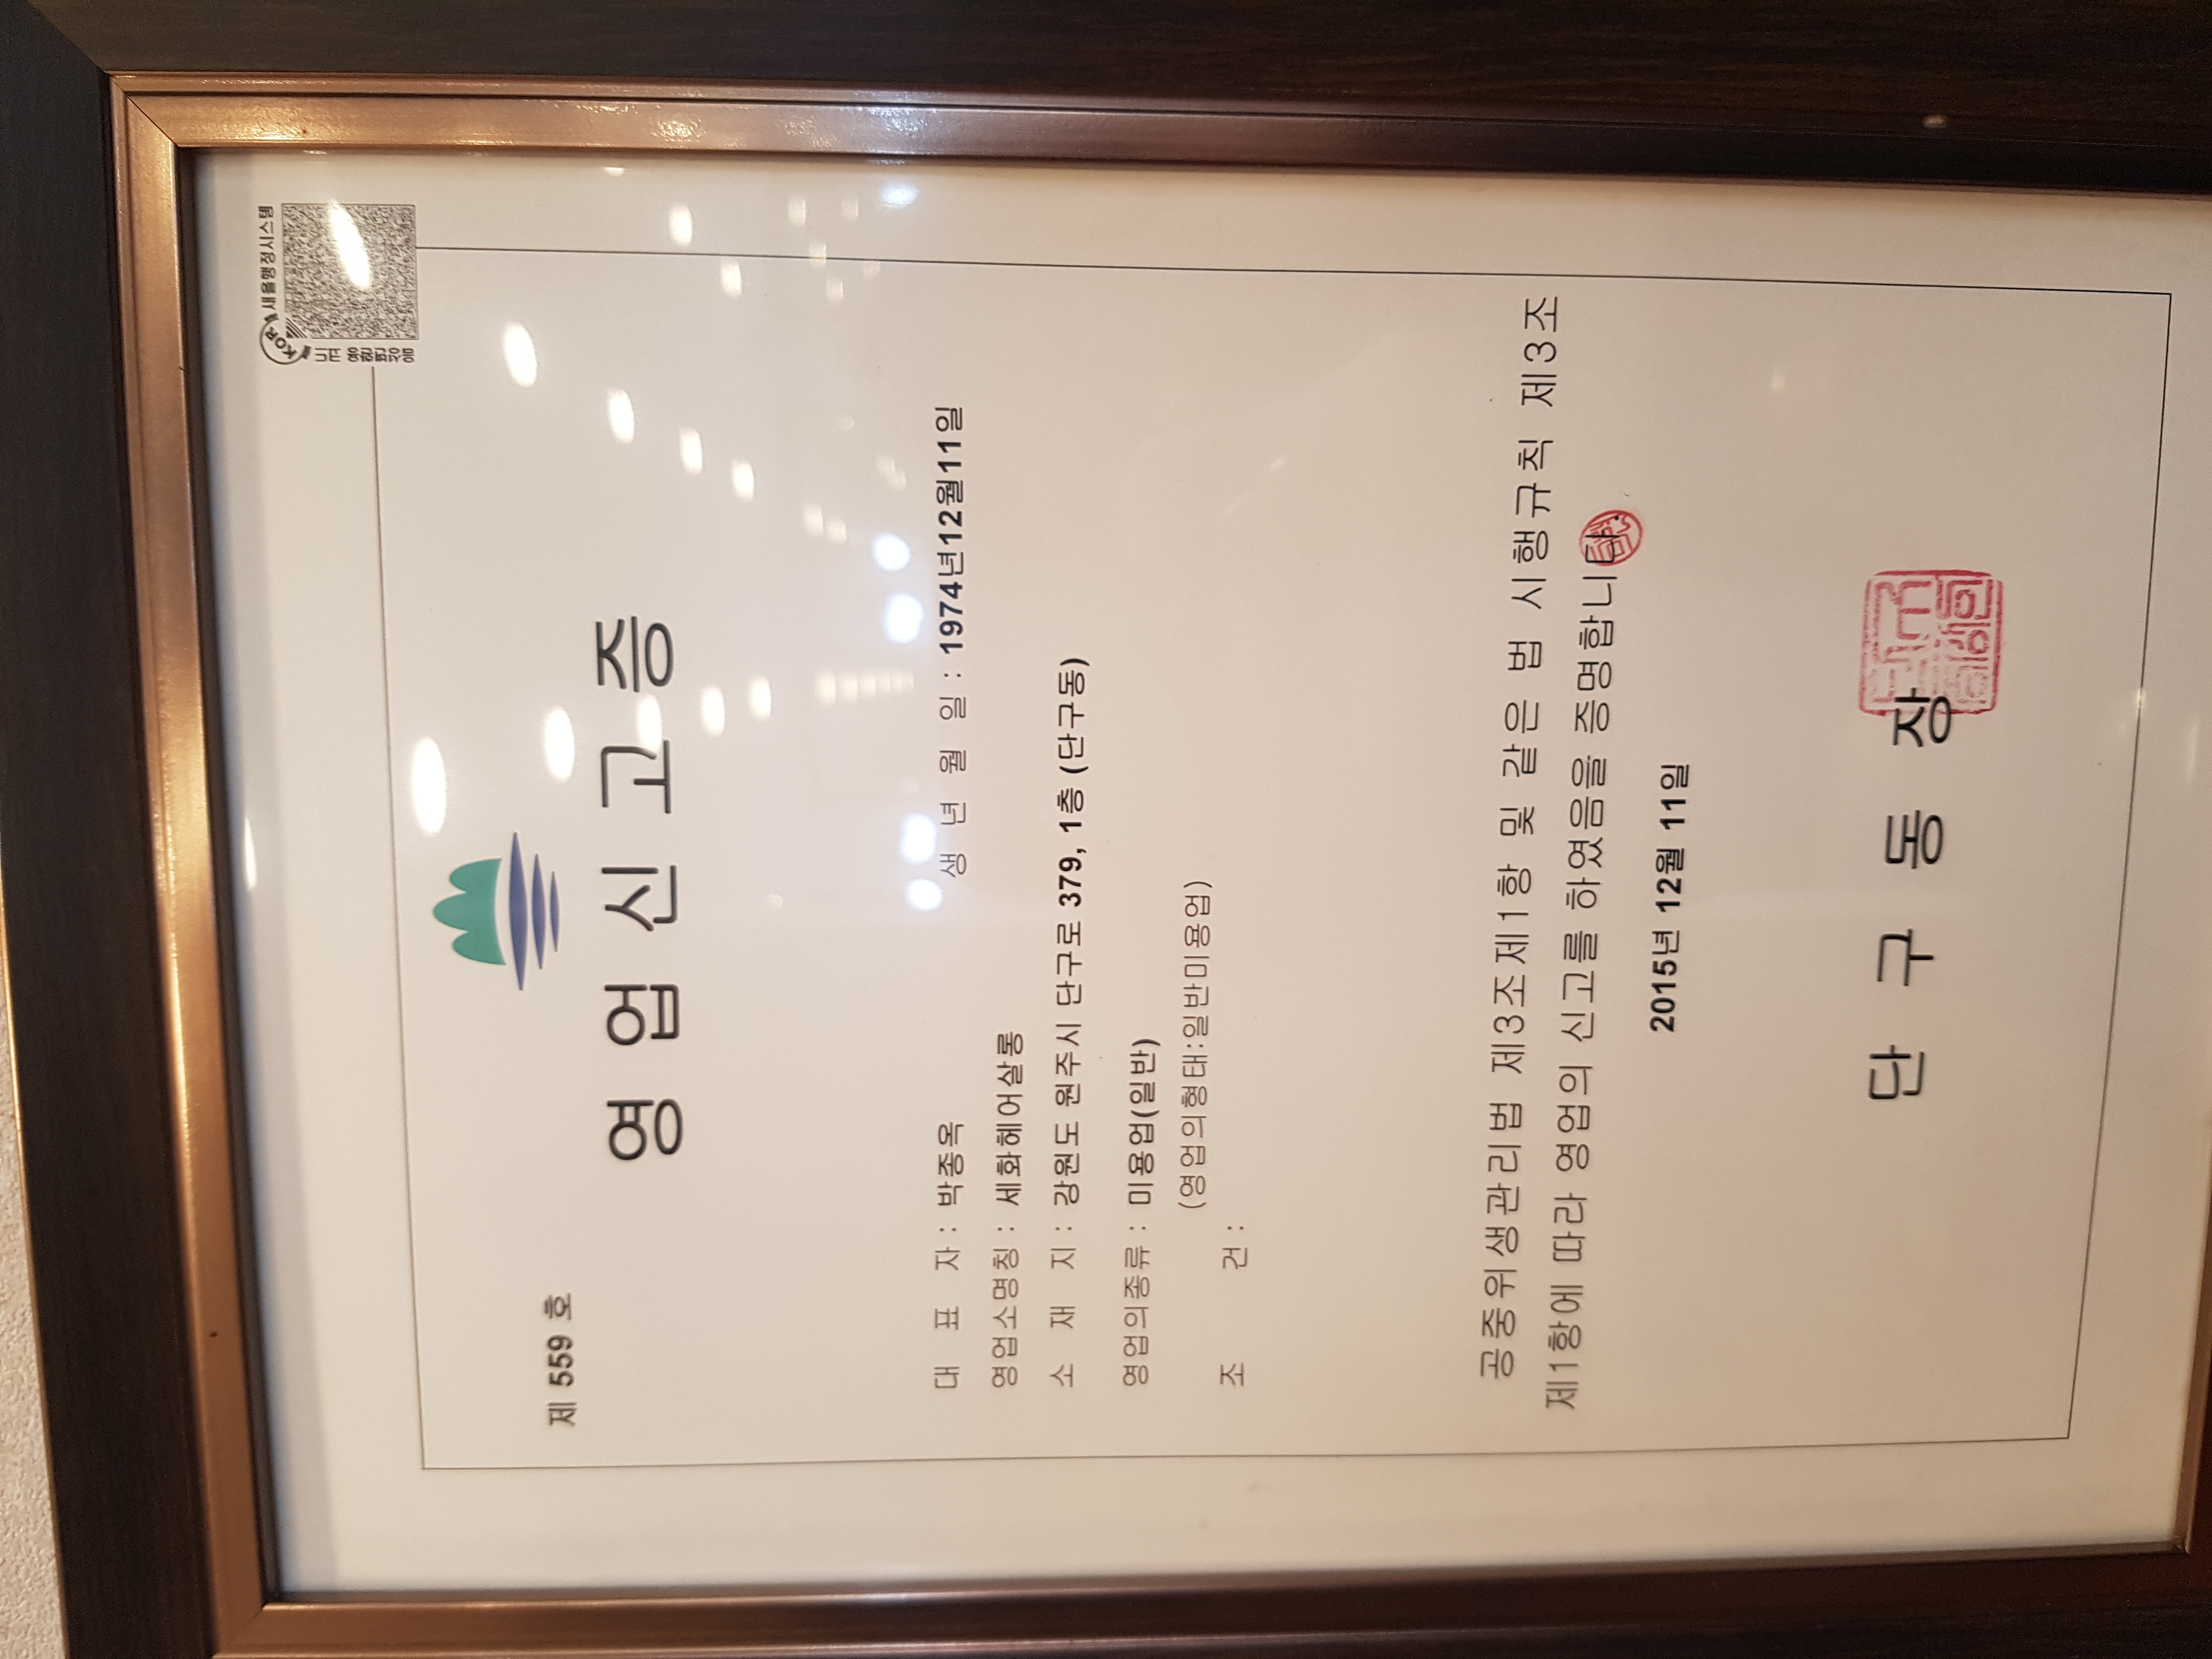 새올행정시스템
KOR
제 559 호
영 업 신 고 증
대 표 자 : 박종옥 생 년 월 일 : 1974년12월11일
영업소명칭 : 세화헤어살롱
소 재 지 : 강원도 원주시 단구로 379, 1층 (단구동)
영업의종류 : 미용업(일반)
(영업의형태:일반미용업)
조 건 :
공중위생관리법 제3조제1항 및 같은 법 시행규칙 제3조
제1항에 따라 영업의 신고를 하였음을 증명합니다
2015년 12월 11일
단 구 동 장